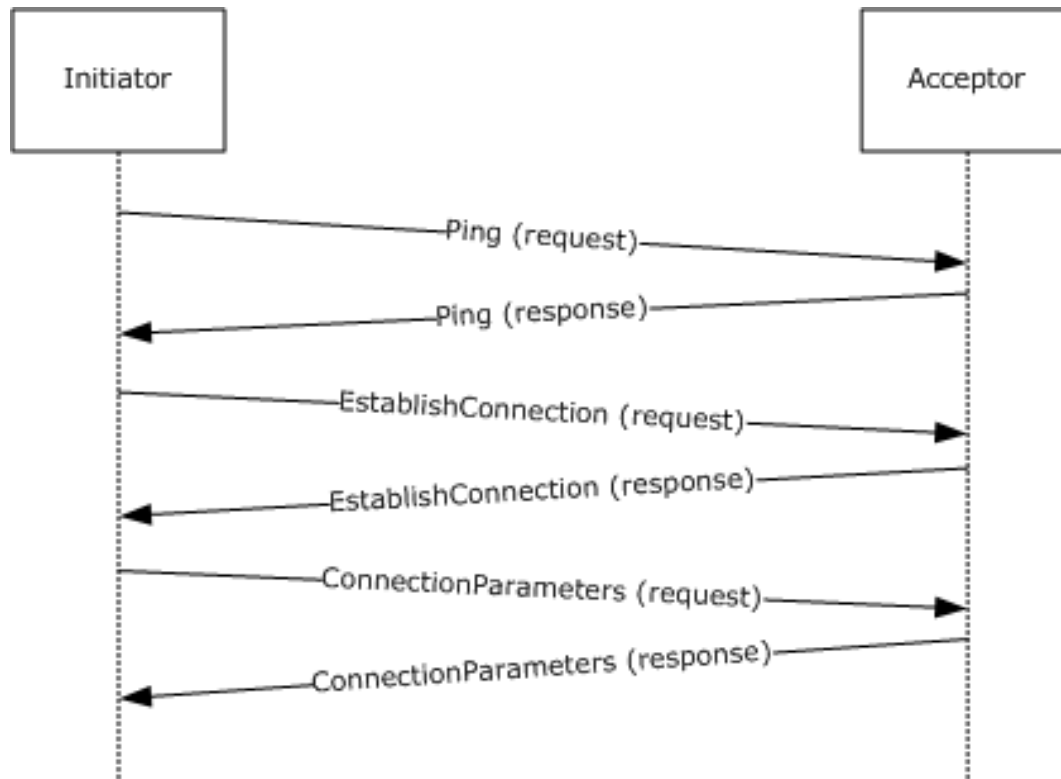 Initiator
Acceptor
Ping (request)
Ping (response)
EstablishConnection (request)
EstablishConnection (response)
ConnectionParameters (request)
ConnectionParameters (response)